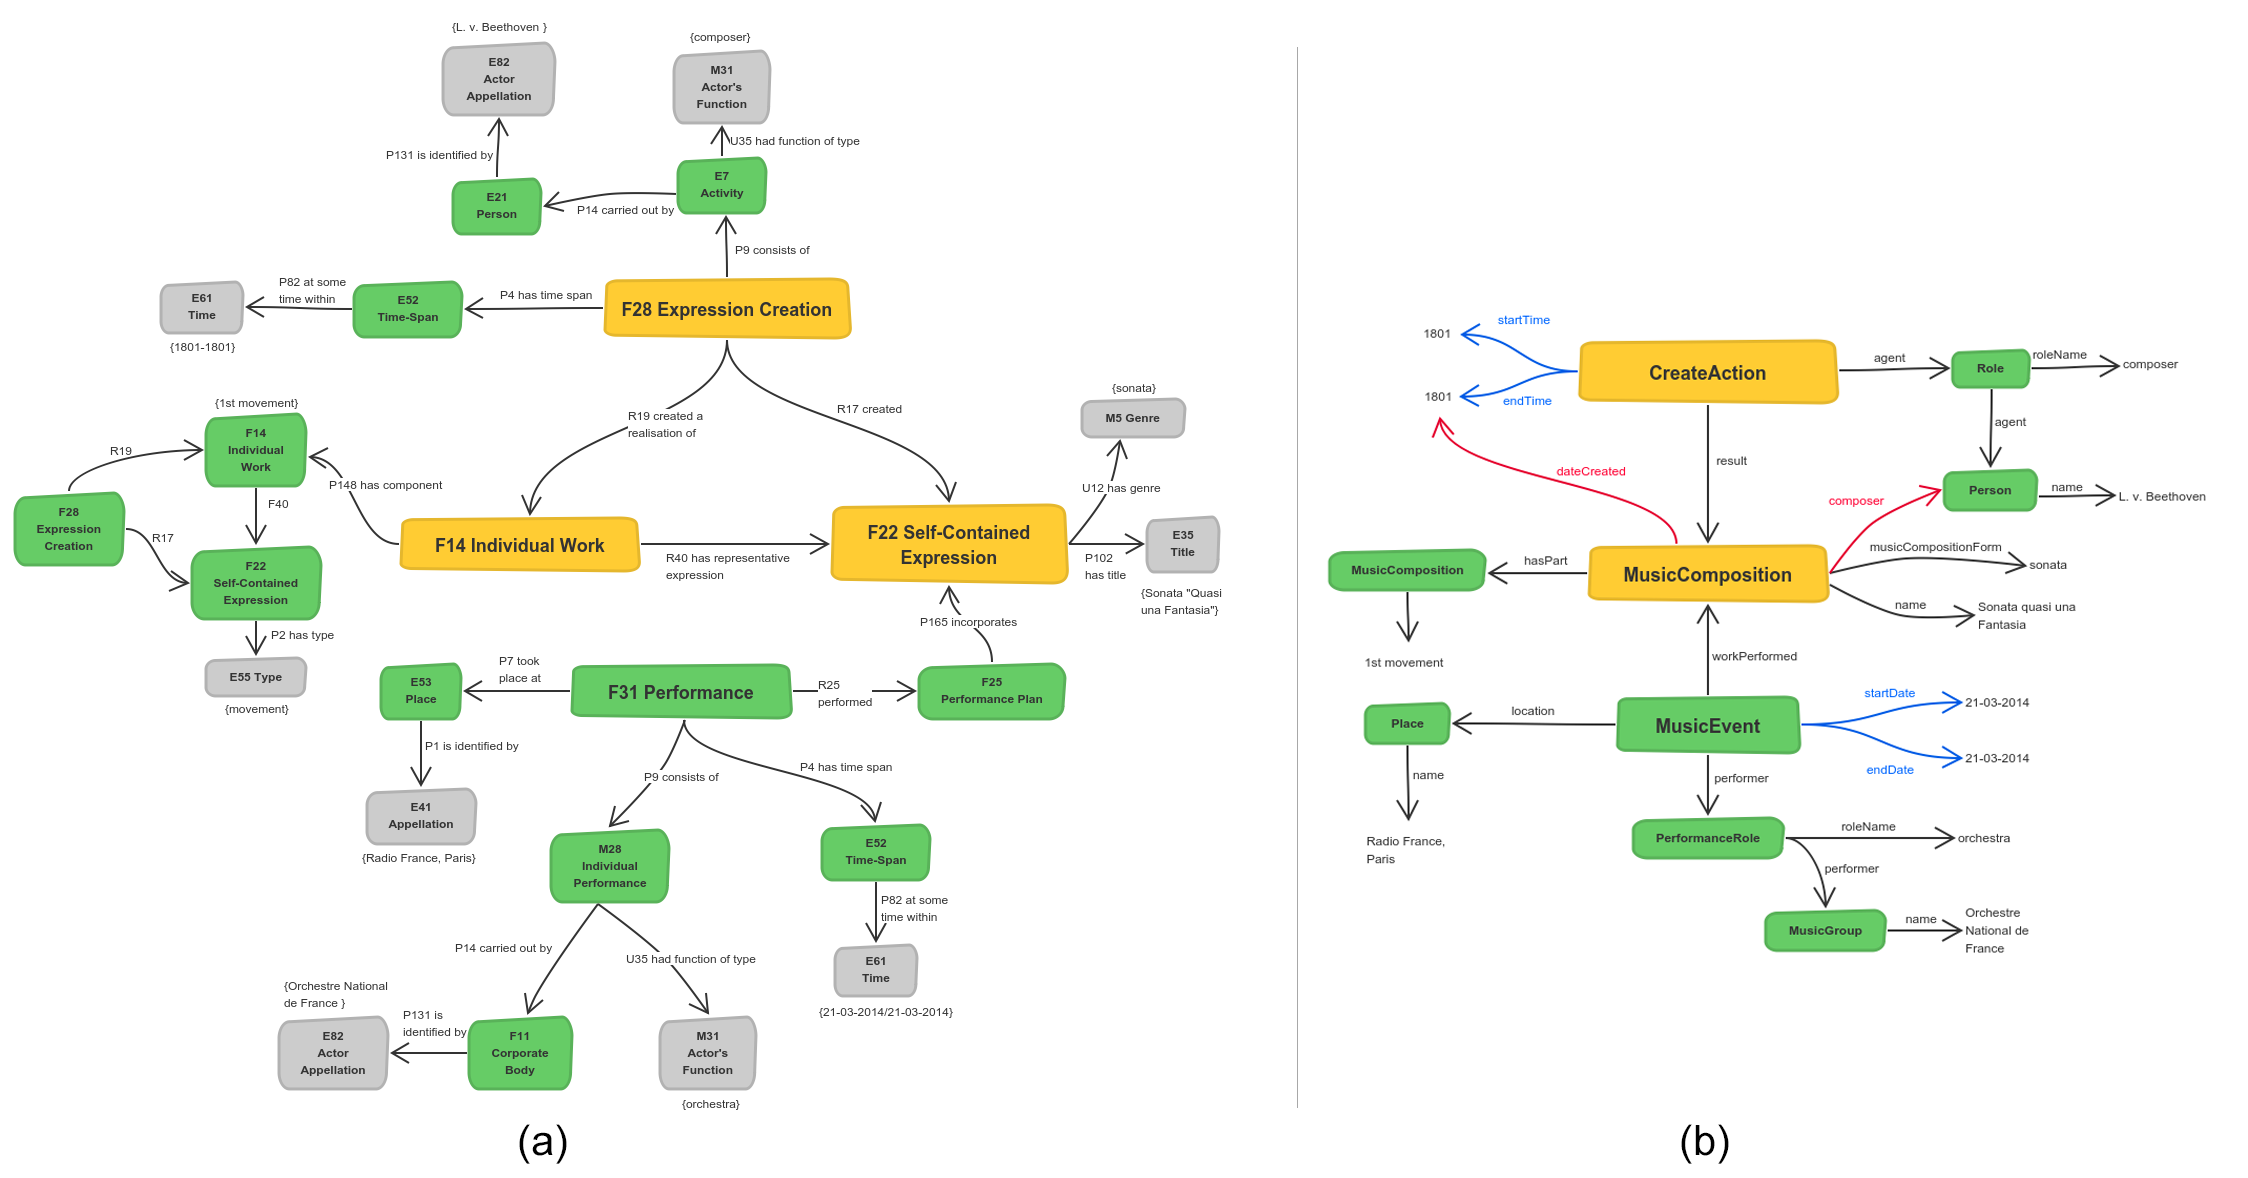 {L. v. Beethoven }
E82
Actor
Appellation
{composer}
M31
Actor's
Function
P131 is identified by
U35 had function of type
E21
Person
P14 carried out by
E7
Activity
P9 consists of
E61
Time
{1801-1801}
P82 at some
time within
E52
Time-Span
P4 has time span
F28 Expression Creation
R19 created a
realisation of
R17 created
{1st movement}
F14
Individual
Work
R19
F28
Expression
Creation
R17
F40
F22
Self-Contained
Expression
P2 has type
E55 Type
{movement}
P148 has component
F14 Individual Work
R40 has representative
expression
F22 Self-Contained
Expression
{sonata}
M5 Genre
U12 has genre
P102
has title
E35
Title
{Sonata "Quasi
una Fantasia"}
P165 incorporates
E53
Place
P7 took
place at
F31 Performance
R25
performed
F25
Performance Plan
P1 is identified by
E41
Appellation
{Radio France, Paris}
P9 consists of
P4 has time span
M28
Individual
Performance
E52
Time-Span
P82 at some
time within
E61
Time
{21-03-2014/21-03-2014}
P14 carried out by
U35 had function of type
{Orchestre National
de France }
E82
Actor
Appellation
P131 is
identified by
F11
Corporate
Body
M31
Actor's
Function
{orchestra}
(a)
1801
startTime
1801
endTime
CreateAction
agent
Role
roleName
composer
agent
dateCreated
result
composer
Person
name
L. v. Beethoven
MusicComposition
hasPart
MusicComposition
musicCompositionForm
sonata
name
Sonata quasi una
Fantasia
1st movement
workPerformed
Place
location
MusicEvent
startDate
21-03-2014
endDate
21-03-2014
name
Radio France,
Paris
performer
PerformanceRole
roleName
orchestra
performer
MusicGroup
name
Orchestre
National de
France
(b)